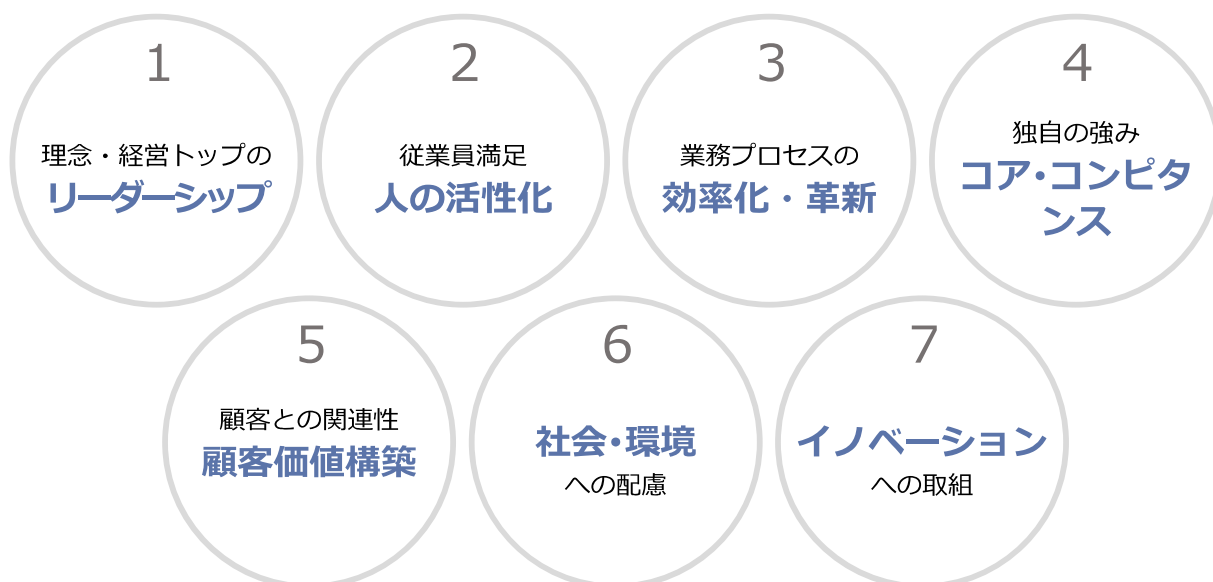 1
理念・経営トップの
リーダーシップ
2
従業員満足
人の活性化
3
業務プロセスの
効率化・革新
4
独自の強み
コア・コンピタ
ンス
5
顧客との関連性
顧客価値構築
6
社会・環境
への配慮
7
イノベーション
への取組